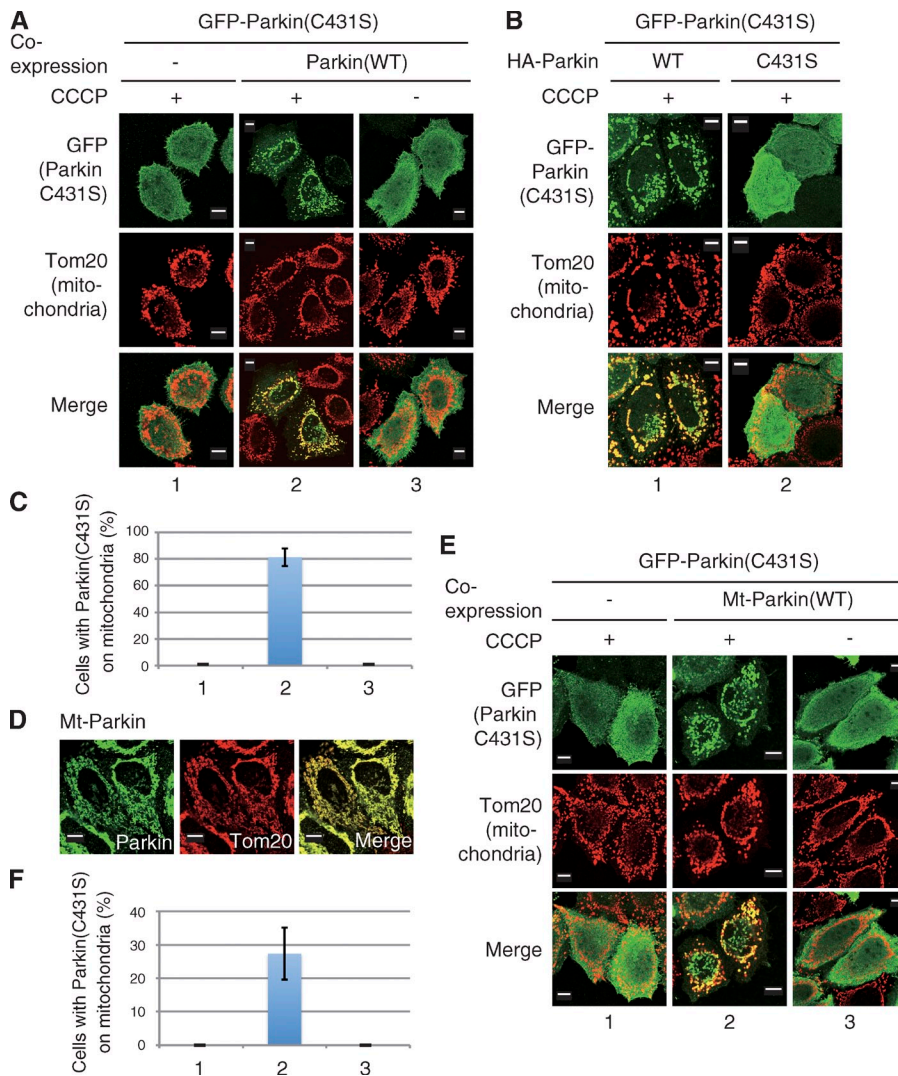 A
GFP-Parkin(C431S)
Co-
expression
-
Parkin(WT)
CCCP
+
+
-
GFP
(Parkin
C431S)
Tom20
(mito-
chondria)
Merge
1
2
3
B
GFP-Parkin(C431S)
HA-Parkin
WT
C431S
CCCP
+
+
GFP-
Parkin
(C431S)
Tom20
(mito-
chondria)
Merge
1
2
C
Cells with Parkin(C431S)
on mitochondria (%)
100
80
60
40
20
0
1
2
3
D
Mt-Parkin
Parkin
Tom20
Merge
E
GFP-Parkin(C431S)
Co-
expression
-
Mt-Parkin(WT)
CCCP
+
+
-
GFP
(Parkin
C431S)
Tom20
(mito-
chondria)
Merge
1
2
3
F
Cells with Parkin(C431S)
on mitochondria (%)
40
30
20
10
0
1
2
3